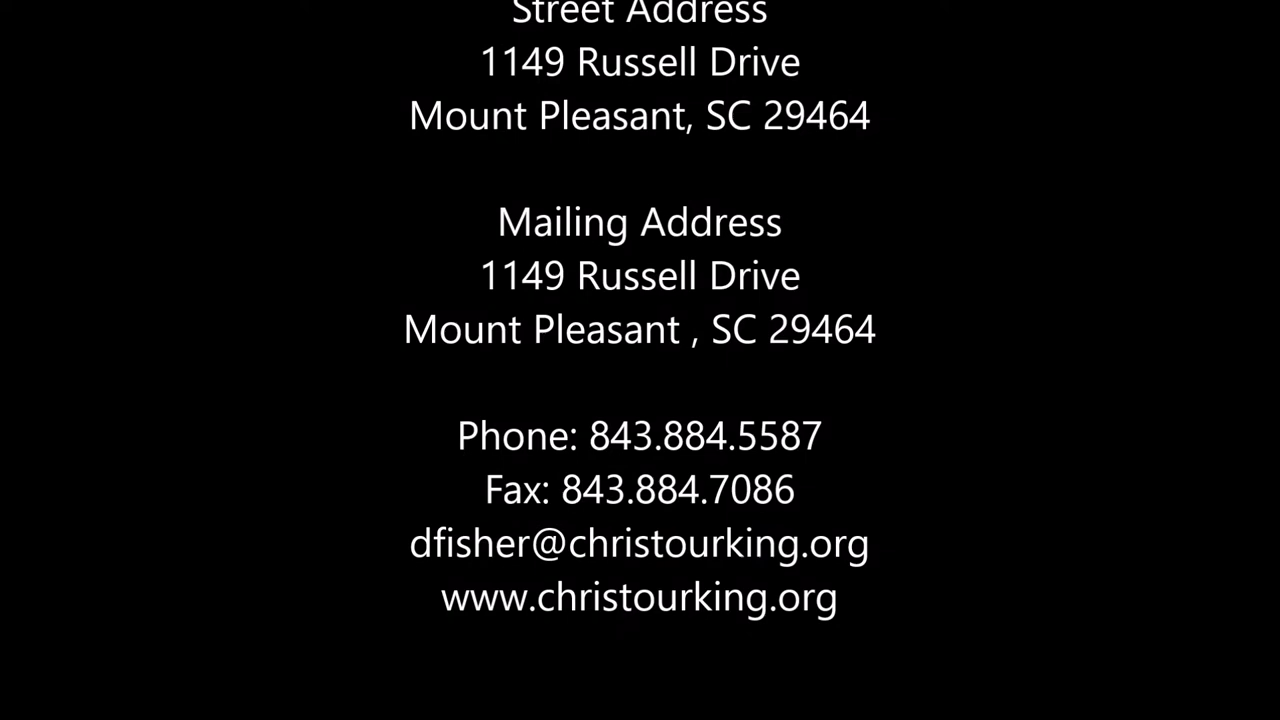 Street Address
1149 Russell Drive
Mount Pleasant, SC 29464
Mailing Address
1149 Russell Drive
Mount Pleasant , SC 29464
Phone: 843.884.5587
Fax: 843.884.7086
dfisher@christourking.org
www.christourking.org